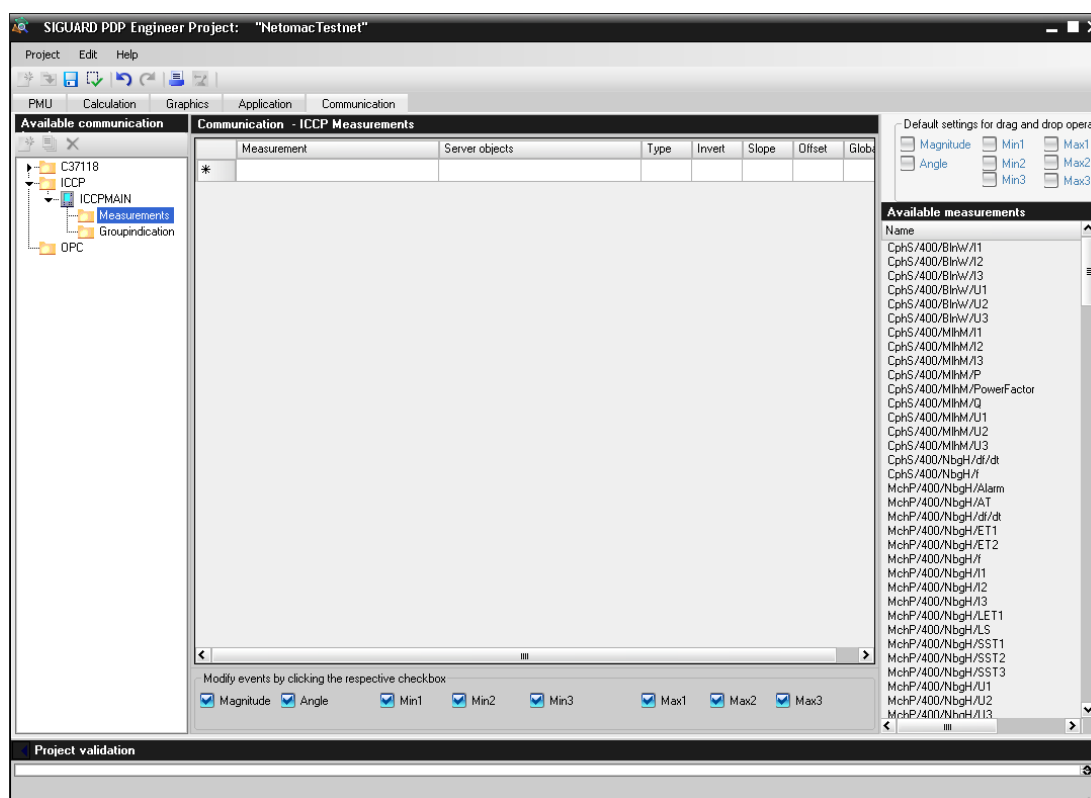 SIGUARD PDP Engineer Project: "NetomacTestnet"
Project Edit Help
PMU Calculation Graphics Application Communication
Available communication
C37118
ICCP
ICCPMAIN
Measurements
Groupindication
OPC
Communication - ICCP Measurements
Measurement Server objects Type Invert Slope Offset Globa
Modify events by clicking the respective checkbox
Magnitude Angle Min1 Min2 Min3 Max1 Max2 Max3
Default settings for drag and drop opera
Magnitude Min1 Max1
Angle Min2 Max2
Min3 Max3
Available measurements
Name
CphS/400/BlnW/I1
CphS/400/BlnW/I2
CphS/400/BlnW/I3
CphS/400/BlnW/U1
CphS/400/BlnW/U2
CphS/400/BlnW/U3
CphS/400/MlhM/I1
CphS/400/MlhM/I2
CphS/400/MlhM/I3
CphS/400/MlhM/P
CphS/400/MlhM/PowerFactor
CphS/400/MlhM/Q
CphS/400/MlhM/U1
CphS/400/MlhM/U2
CphS/400/MlhM/U3
CphS/400/NbgH/df/dt
CphS/400/NbgH/f
MchP/400/NbgH/Alarm
MchP/400/NbgH/AT
MchP/400/NbgH/df/dt
MchP/400/NbgH/ET1
MchP/400/NbgH/ET2
MchP/400/NbgH/f
MchP/400/NbgH/I1
MchP/400/NbgH/I2
MchP/400/NbgH/I3
MchP/400/NbgH/LET1
MchP/400/NbgH/LS
MchP/400/NbgH/SST1
MchP/400/NbgH/SST2
MchP/400/NbgH/SST3
MchP/400/NbgH/U1
MchP/400/NbgH/U2
MchP/400/NbgH/U3
Project validation